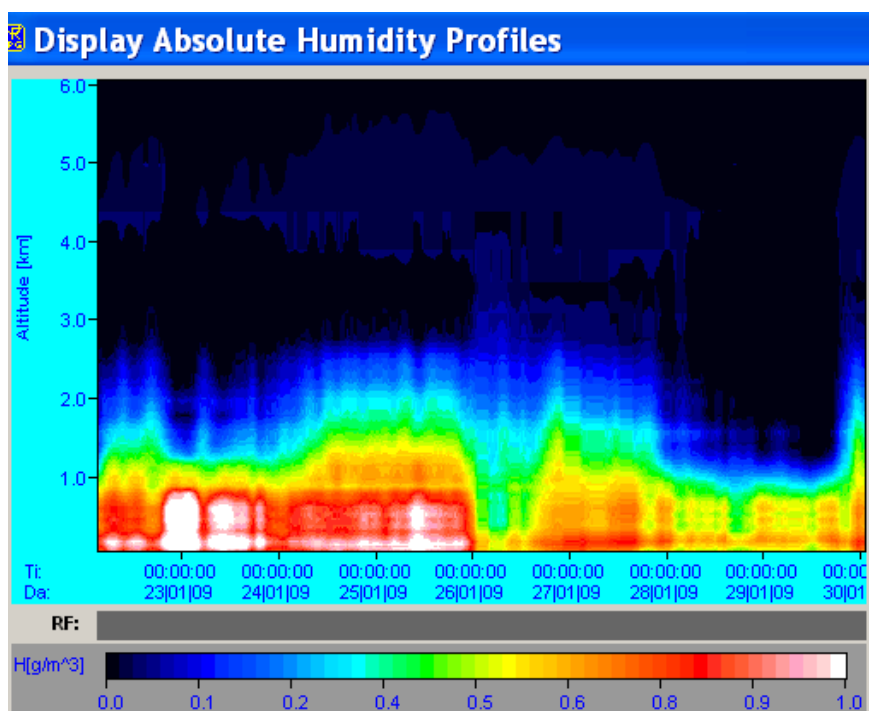 Display Absolute Humidity Profiles
6.0
5.0
4.0
3.0
2.0
1.0
Altitude [km]
Ti: 00:00:00 00:00:00 00:00:00 00:00:00 00:00:00 00:00:00 00:00:00 00:0
Da: 23|01|09 24|01|09 25|01|09 26|01|09 27|01|09 28|01|09 29|01|09 30|01
RF:
H[g/m^3]
0.0 0.1 0.2 0.4 0.5 0.6 0.8 0.9 1.0